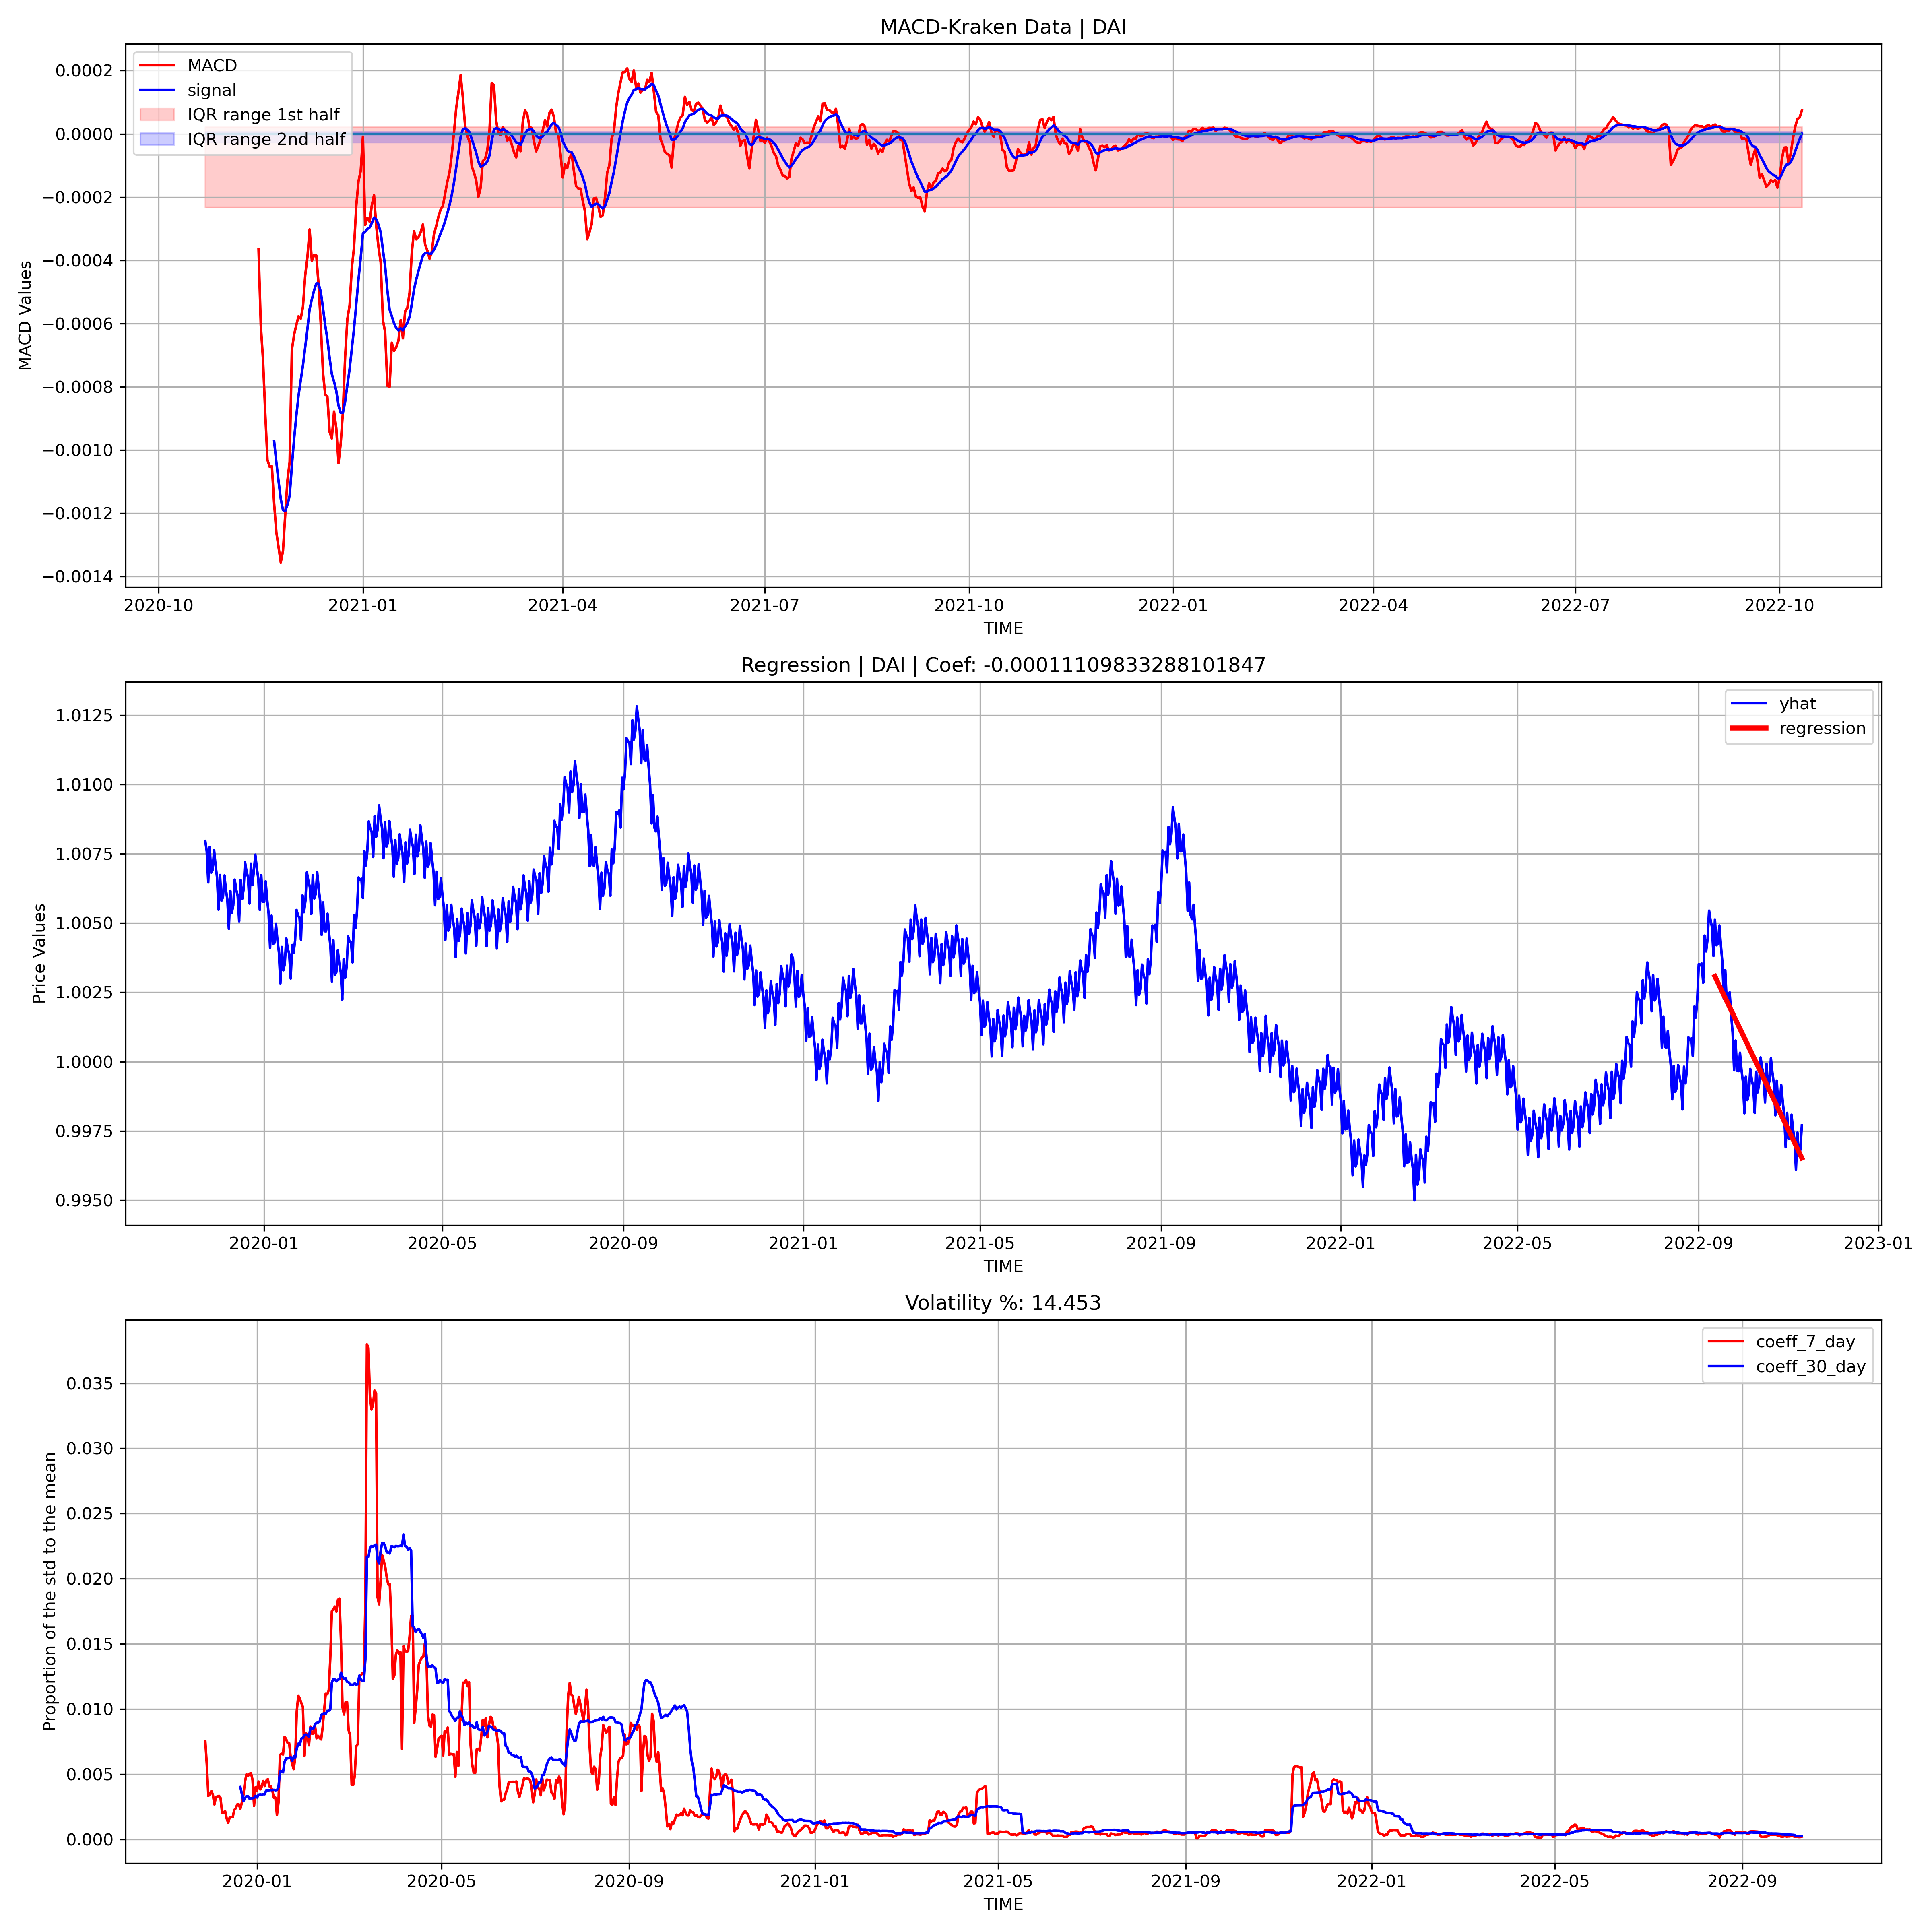 MACD-Kraken Data | DAI
MACD
signal
IQR range 1st half
IQR range 2nd half
MACD Values
0.0002
0.0000
−0.0002
−0.0004
−0.0006
−0.0008
−0.0010
−0.0012
−0.0014
2020-10 2021-01 2021-04 2021-07 2021-10 2022-01 2022-04 2022-07 2022-10
TIME
Regression | DAI | Coef: -0.00011109833288101847
yhat
regression
Price Values
1.0125
1.0100
1.0075
1.0050
1.0025
1.0000
0.9975
0.9950
2020-01 2020-05 2020-09 2021-01 2021-05 2021-09 2022-01 2022-05 2022-09 2023-01
TIME
Volatility %: 14.453
coeff_7_day
coeff_30_day
Proportion of the std to the mean
0.035
0.030
0.025
0.020
0.015
0.010
0.005
0.000
2020-01 2020-05 2020-09 2021-01 2021-05 2021-09 2022-01 2022-05 2022-09
TIME